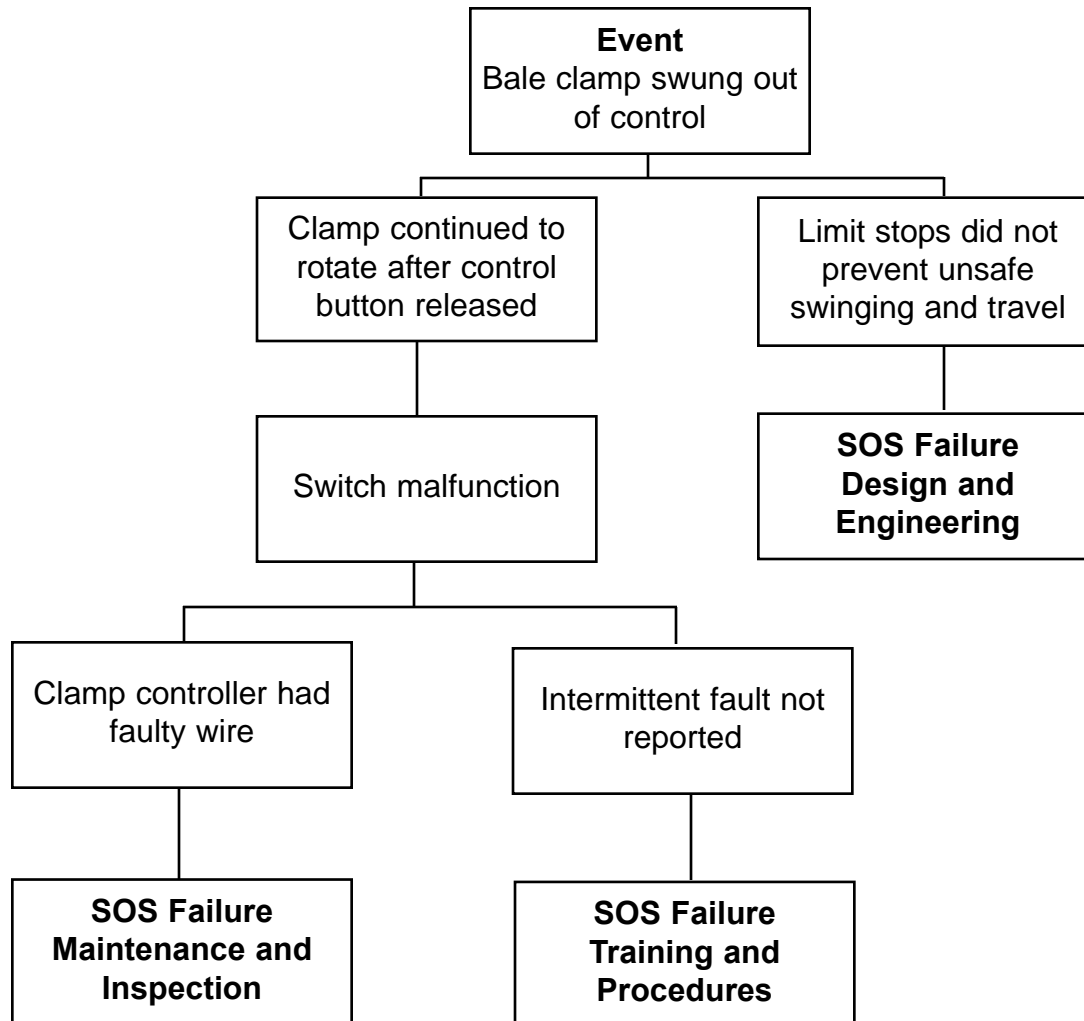 Event
Bale clamp swung out
of control
Clamp continued to
rotate after control
button released
Limit stops did not
prevent unsafe
swinging and travel
Switch malfunction
SOS Failure
Design and
Engineering
Clamp controller had
faulty wire
Intermittent fault not
reported
SOS Failure
Maintenance and
Inspection
SOS Failure
Training and
Procedures